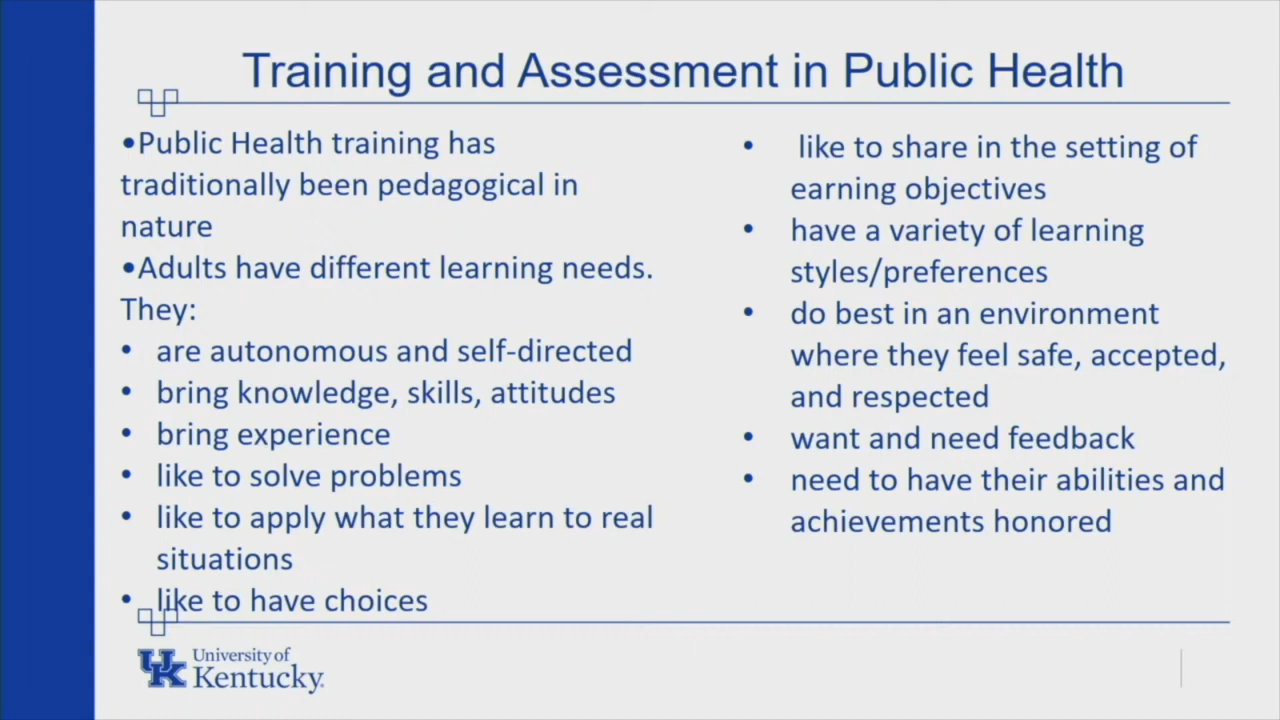 Training and Assessment in Public Health
•Public Health training has
traditionally been pedagogical in
nature
•Adults have different learning needs.
They:
• are autonomous and self-directed
• bring knowledge, skills, attitudes
• bring experience
• like to solve problems
• like to apply what they learn to real
situations
• like to have choices
• like to share in the setting of
earning objectives
• have a variety of learning
styles/preferences
• do best in an environment
where they feel safe, accepted,
and respected
• want and need feedback
• need to have their abilities and
achievements honored
UK
University of
Kentucky.